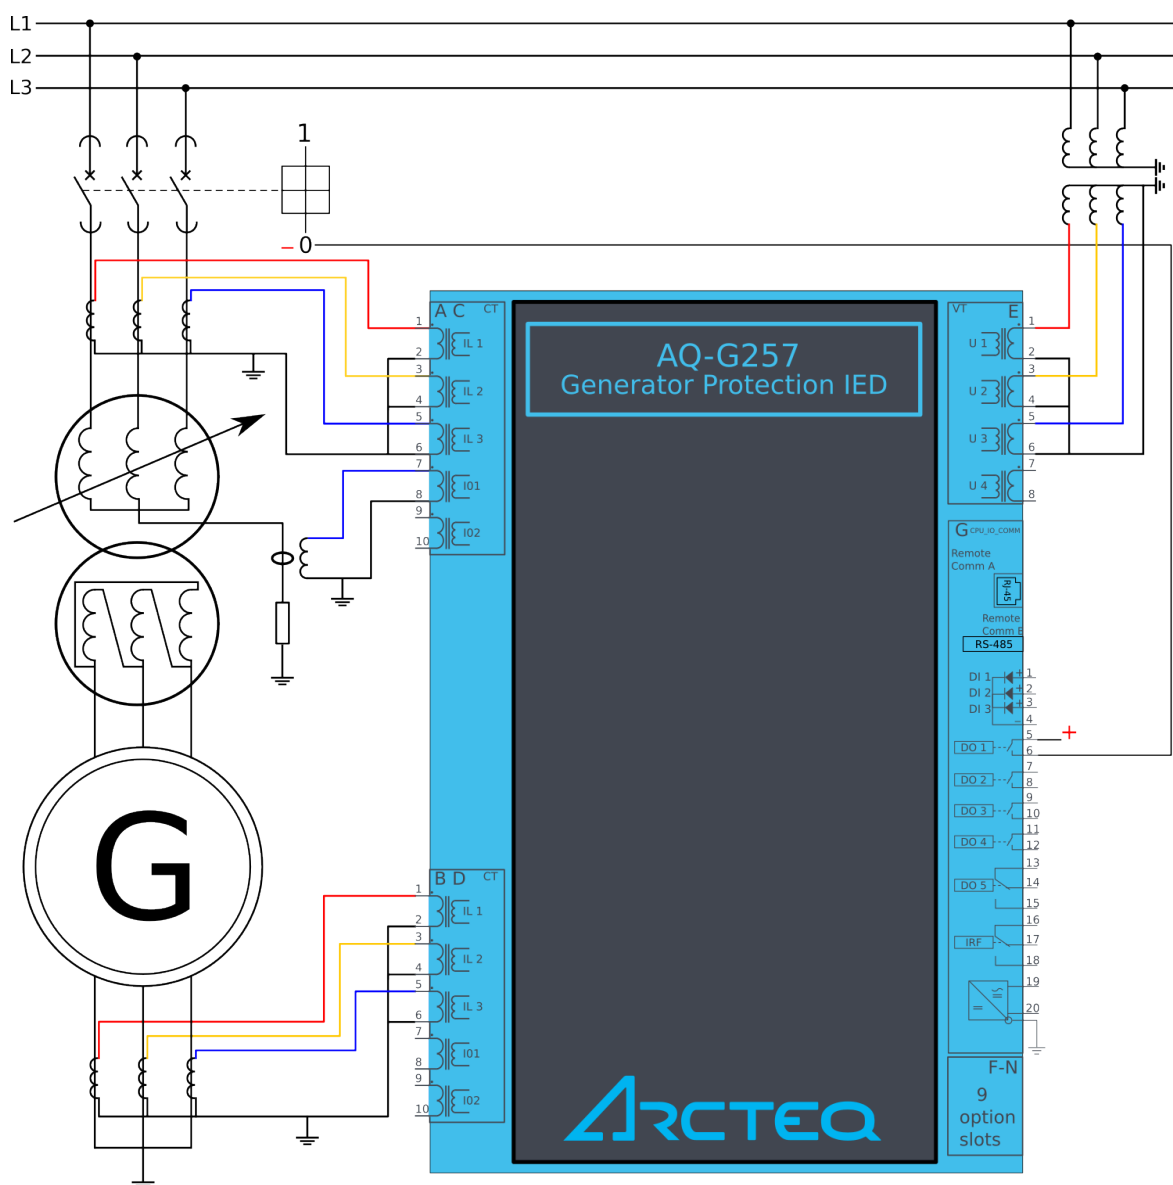 L1
L2
L3
1
– 0
A C CT
1
IL 1
2
3
IL 2
4
5
IL 3
6
7
I01
8
9
I02
10
AQ-G257
Generator Protection IED
VT E
1
U 1
2
3
U 2
4
5
U 3
6
7
U 4
8
G CPU_IO_COMM
Remote
Comm A
RJ-45
Remote
Comm B
RS-485
DI 1 + 1
DI 2 + 2
DI 3 + 3
– 4
5 +
DO 1 6
7
DO 2 8
9
DO 3 10
11
DO 4 12
13
DO 5 14
15
16
IRF 17
18
19
20
F-N
9
option
slots
G
B D CT
1
IL 1
2
3
IL 2
4
5
IL 3
6
7
I01
8
9
I02
10
ARCTEQ